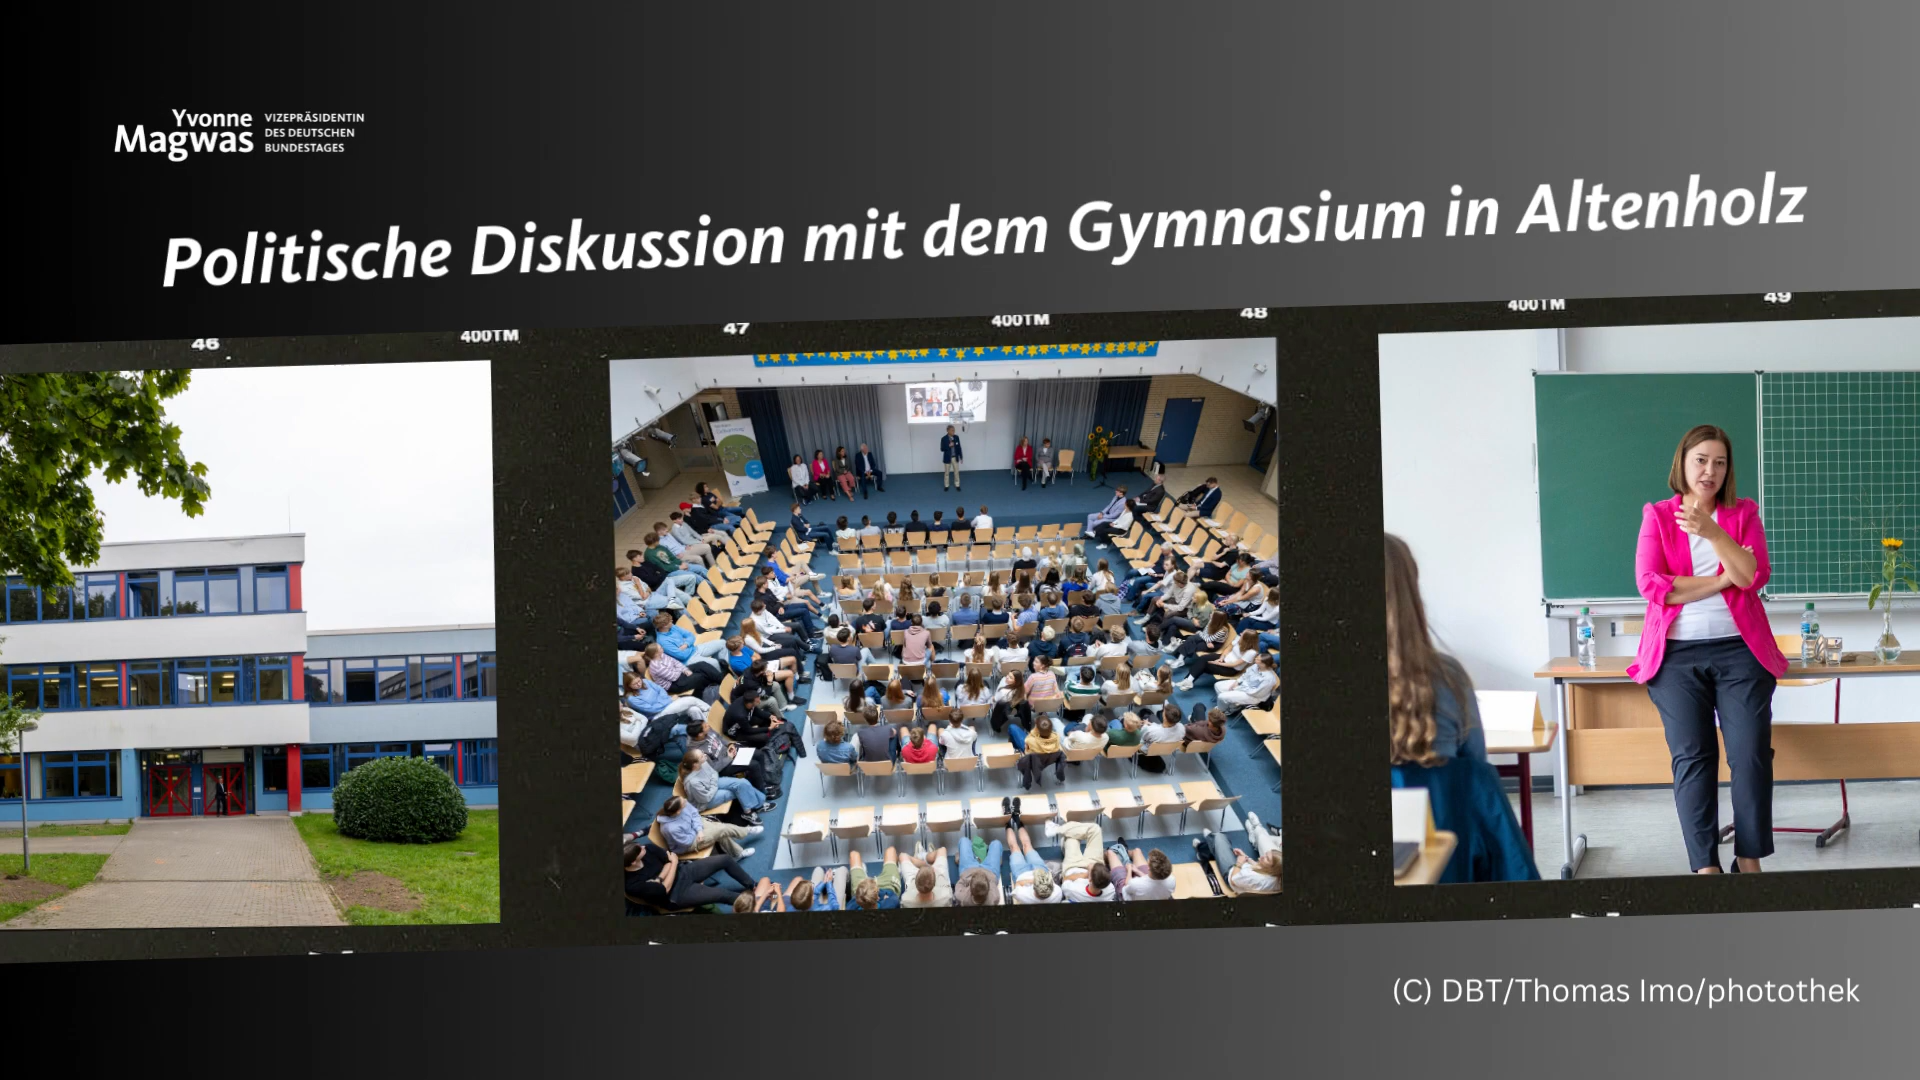 Yvonne
Magwas
VIZEPRÄSIDENTIN
DES DEUTSCHEN
BUNDESTAGES
Politische Diskussion mit dem Gymnasium in Altenholz
46 400TM 47 400TM 48 400TM 49
(C) DBT/Thomas Imo/photothek